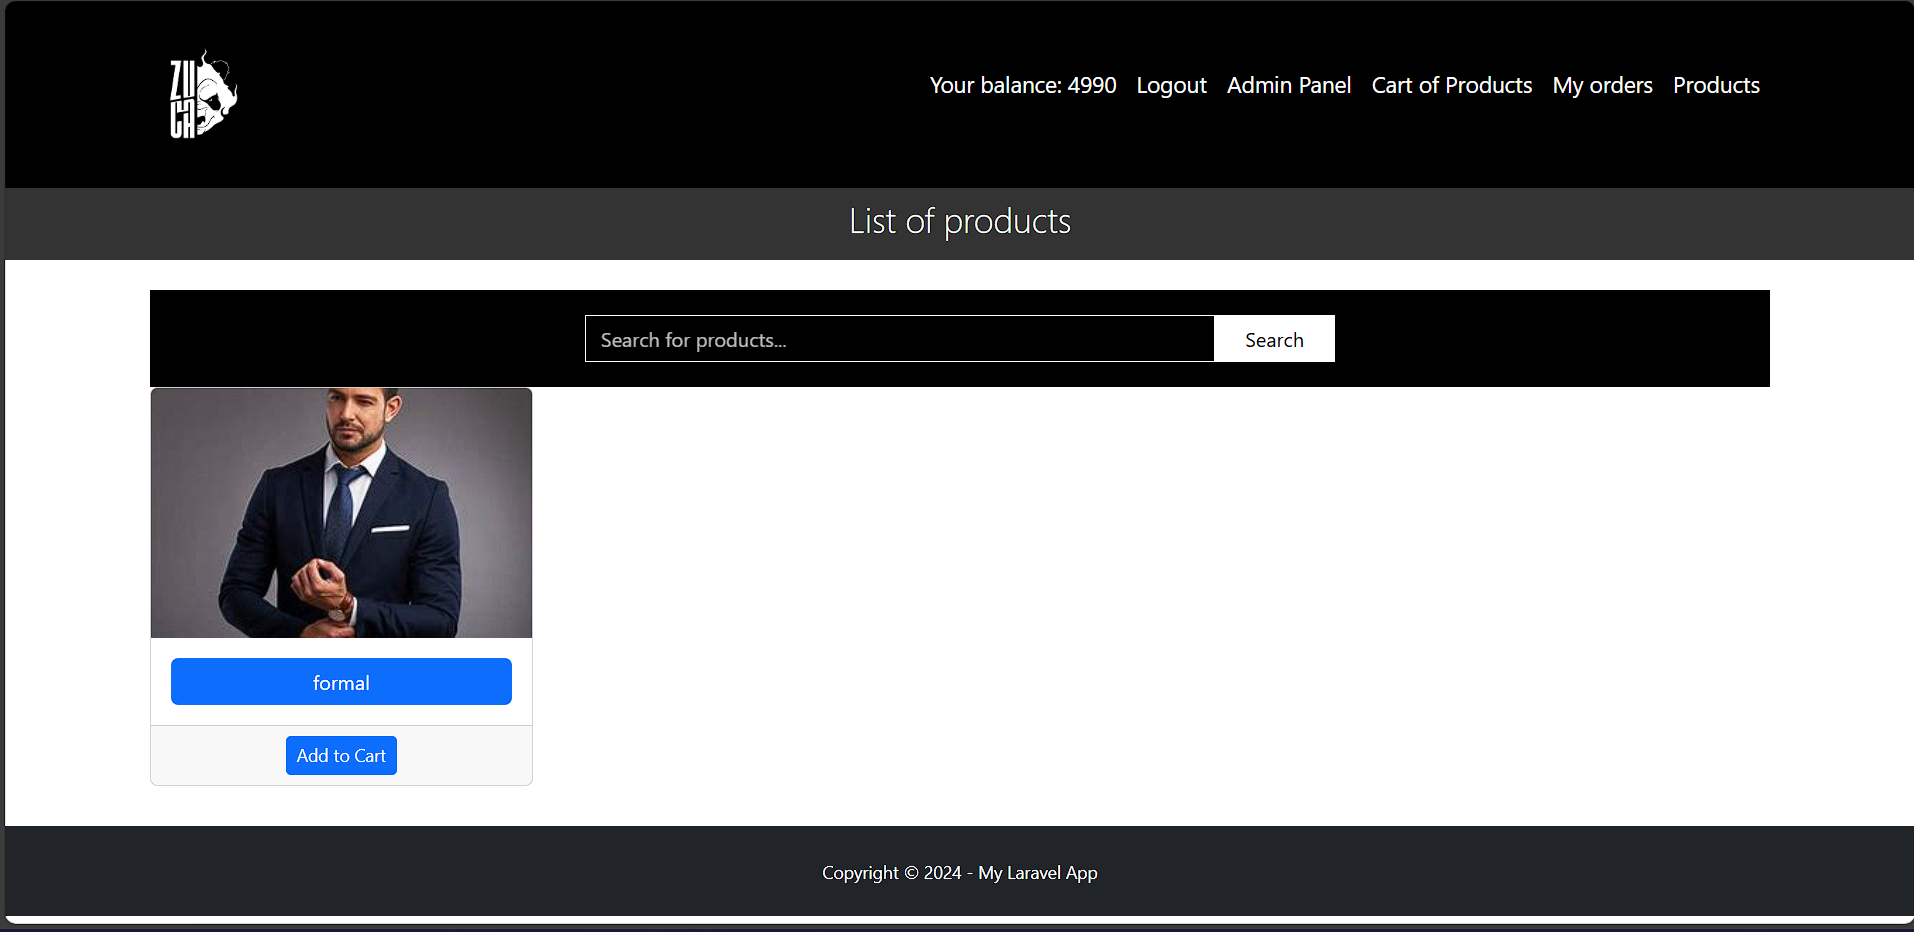 ZU
CH
Your balance: 4990 Logout Admin Panel Cart of Products My orders Products
List of products
Search for products... Search
formal
Add to Cart
Copyright © 2024 - My Laravel App